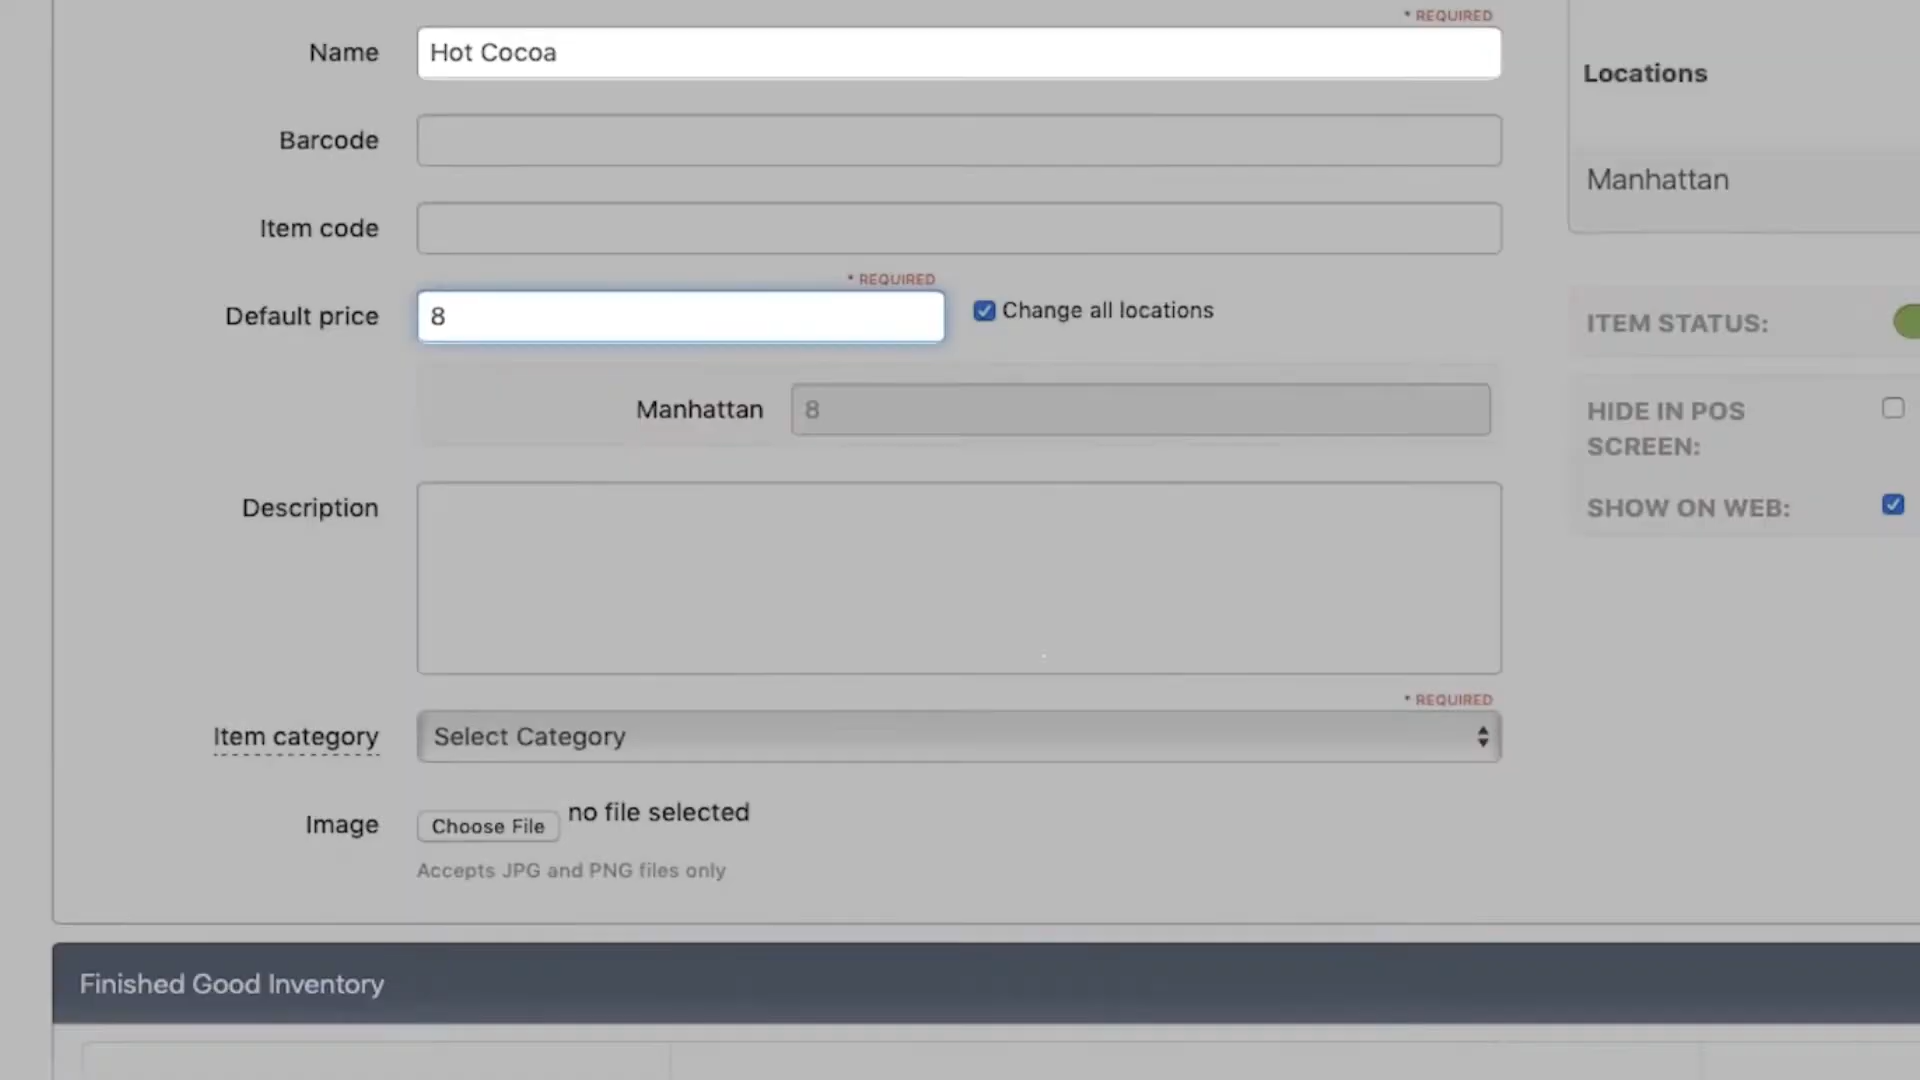 * REQUIRED
Name
Hot Cocoa
Locations
Barcode
Manhattan
Item code
* REQUIRED
Default price
8
Change all locations
ITEM STATUS:
Manhattan
8
HIDE IN POS
SCREEN:
Description
SHOW ON WEB:
* REQUIRED
Item category
Select Category
Image
Choose File
no file selected
Accepts JPG and PNG files only
Finished Good Inventory